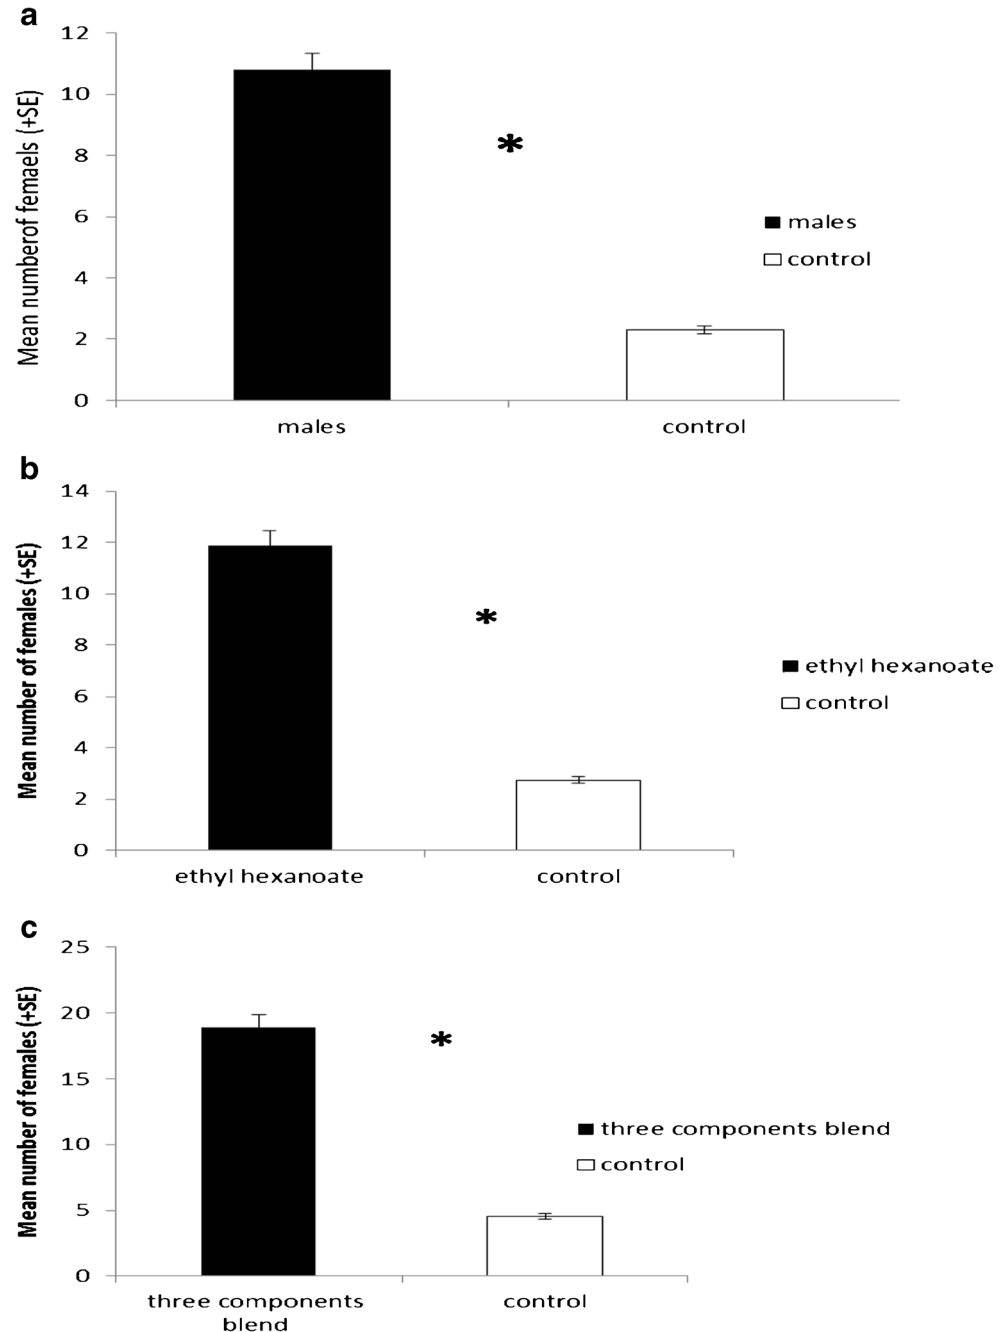 a
12
10
8
6
4
2
0
Mean numberof femaels (+SE)
*
males
control
males
control
b
14
12
10
8
6
4
2
0
Mean number of females (+SE)
*
ethyl hexanoate
control
ethyl hexanoate
control
c
25
20
15
10
5
0
Mean number of females (+SE)
*
three components blend
control
three components
blend
control